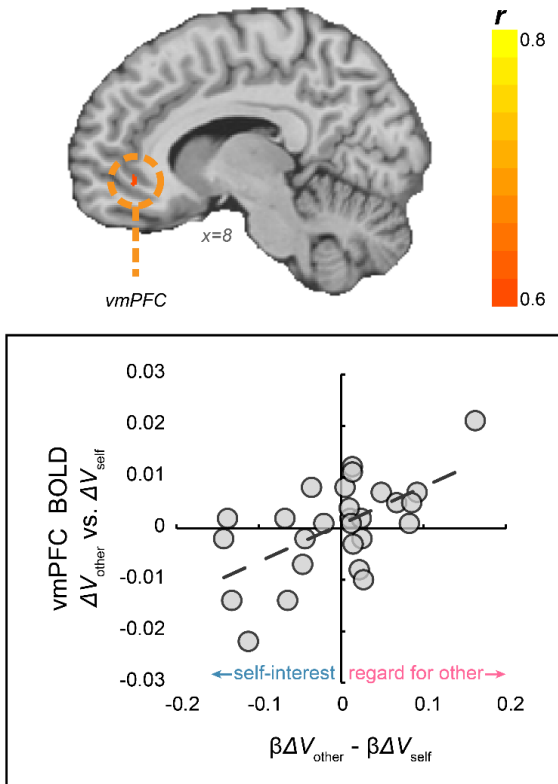 r
0.8
0.6
x=8
vmPFC
vmPFC BOLD
ΔVother vs. ΔVself
0.03
0.02
0.01
0
-0.01
-0.02
-0.03
self-interest
regard for other
-0.2
-0.1
0
0.1
0.2
βΔVother - βΔVself